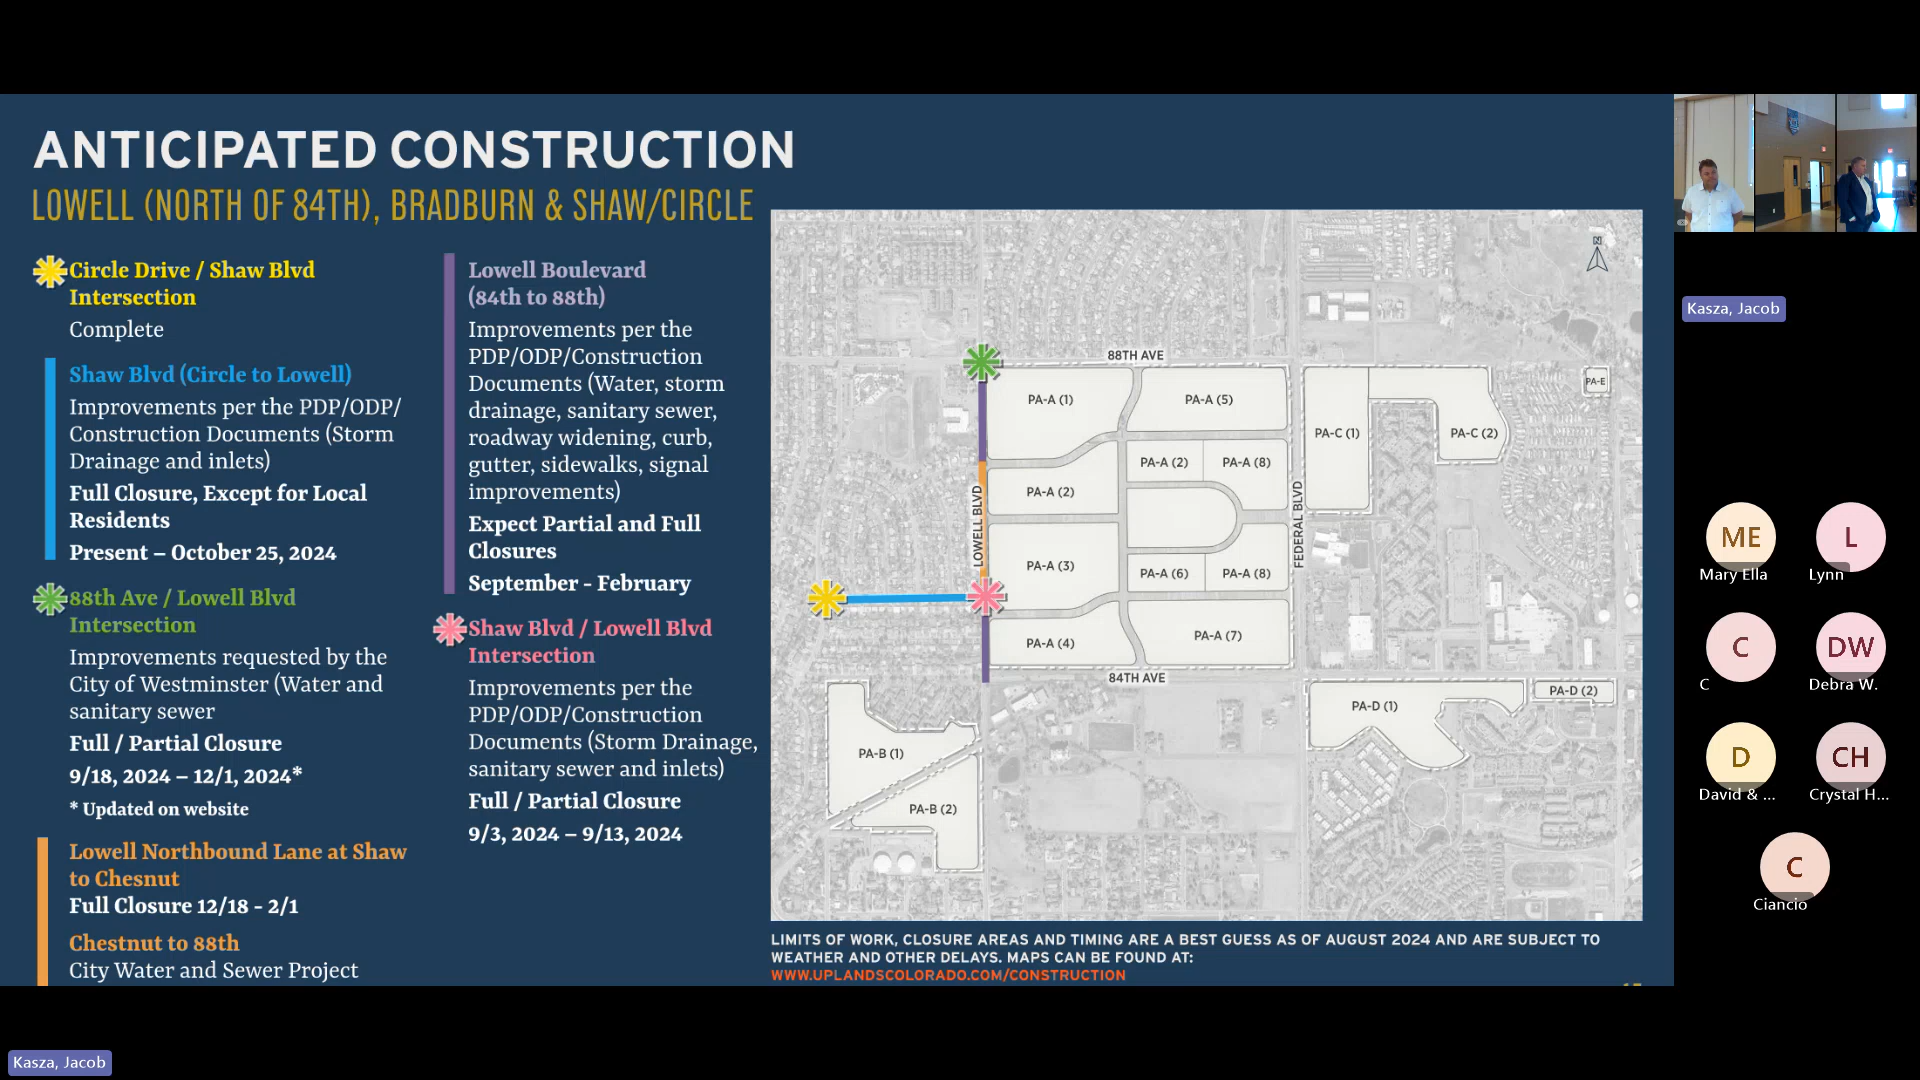 ANTICIPATED CONSTRUCTION
LOWELL (NORTH OF 84TH), BRADBURN & SHAW/CIRCLE
Circle Drive / Shaw Blvd
Intersection
Complete
Shaw Blvd (Circle to Lowell)
Improvements per the PDP/ODP/
Construction Documents (Storm
Drainage and inlets)
Full Closure, Except for Local
Residents
Present – October 25, 2024
88th Ave / Lowell Blvd
Intersection
Improvements requested by the
City of Westminster (Water and
sanitary sewer
Full / Partial Closure
9/18, 2024 – 12/1, 2024*
* Updated on website
Lowell Northbound Lane at Shaw
to Chesnut
Full Closure 12/18 - 2/1
Chestnut to 88th
City Water and Sewer Project
Lowell Boulevard
(84th to 88th)
Improvements per the
PDP/ODP/Construction
Documents (Water, storm
drainage, sanitary sewer,
roadway widening, curb,
gutter, sidewalks, signal
improvements)
Expect Partial and Full
Closures
September - February
Shaw Blvd / Lowell Blvd
Intersection
Improvements per the
PDP/ODP/Construction
Documents (Storm Drainage,
sanitary sewer and inlets)
Full / Partial Closure
9/3, 2024 – 9/13, 2024
N
88TH AVE
PA-A (1)
PA-A (5)
PA-E
PA-C (1)
PA-C (2)
PA-A (2)
PA-A (8)
PA-A (2)
LOWELL BLVD
FEDERAL BLVD
PA-A (3)
PA-A (6)
PA-A (8)
PA-A (4)
PA-A (7)
84TH AVE
PA-D (1)
PA-D (2)
PA-B (1)
PA-B (2)
LIMITS OF WORK, CLOSURE AREAS AND TIMING ARE A BEST GUESS AS OF AUGUST 2024 AND ARE SUBJECT TO
WEATHER AND OTHER DELAYS. MAPS CAN BE FOUND AT:
WWW.UPLANDSCOLORADO.COM/CONSTRUCTION
Kasza, Jacob
ME
Mary Ella
L
Lynn
C
C
DW
Debra W.
D
David & ...
CH
Crystal H...
C
Ciancio
Kasza, Jacob